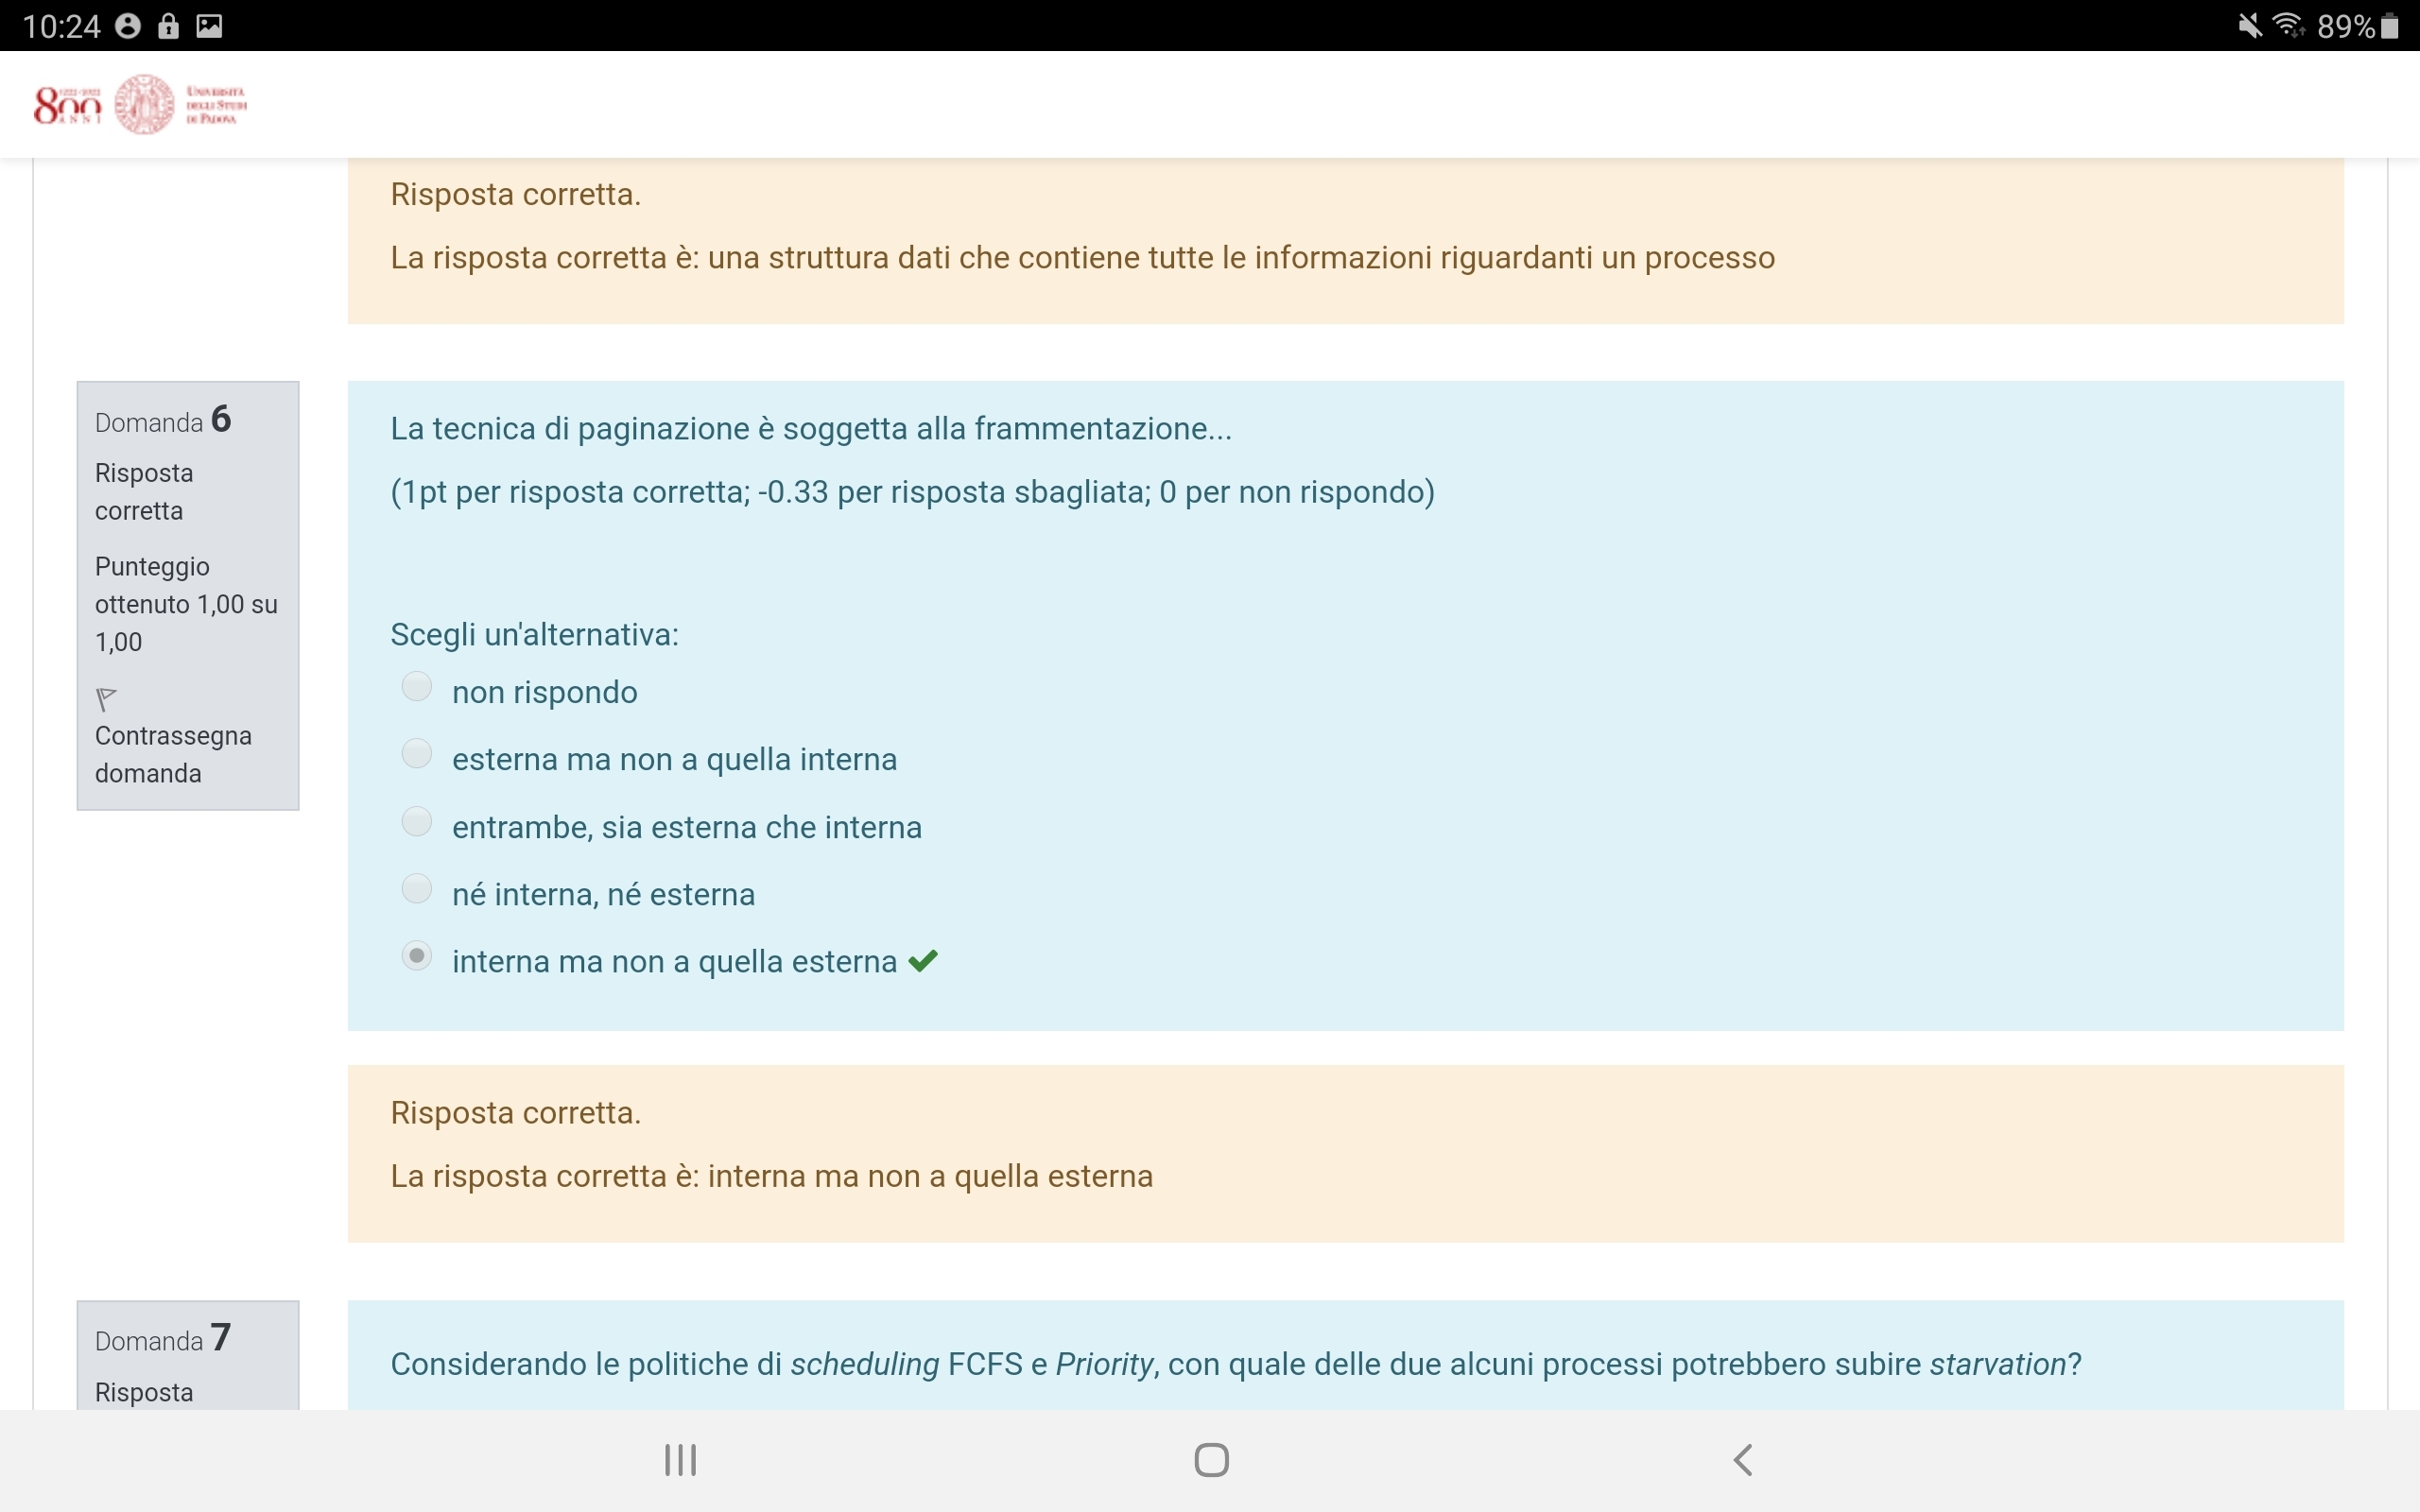 10:24
89%
800
1222-2022
ANNI
UNIVERSITÀ
DEGLI STUDI
DI PADOVA
Risposta corretta.
La risposta corretta è: una struttura dati che contiene tutte le informazioni riguardanti un processo
Domanda 6
Risposta
corretta
Punteggio
ottenuto 1,00 su
1,00
Contrassegna
domanda
La tecnica di paginazione è soggetta alla frammentazione...
(1pt per risposta corretta; -0.33 per risposta sbagliata; 0 per non rispondo)
Scegli un'alternativa:
non rispondo
esterna ma non a quella interna
entrambe, sia esterna che interna
né interna, né esterna
interna ma non a quella esterna
Risposta corretta.
La risposta corretta è: interna ma non a quella esterna
Domanda 7
Risposta
Considerando le politiche di scheduling FCFS e Priority, con quale delle due alcuni processi potrebbero subire starvation?